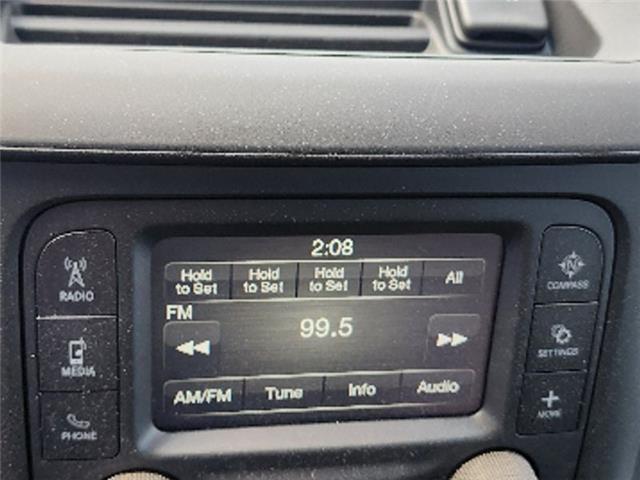 2:08
Hold to Set Hold to Set Hold to Set Hold to Set All
FM
99.5
AM/FM Tune Info Audio
RADIO
MEDIA
PHONE
N
COMPASS
SETTINGS
MORE